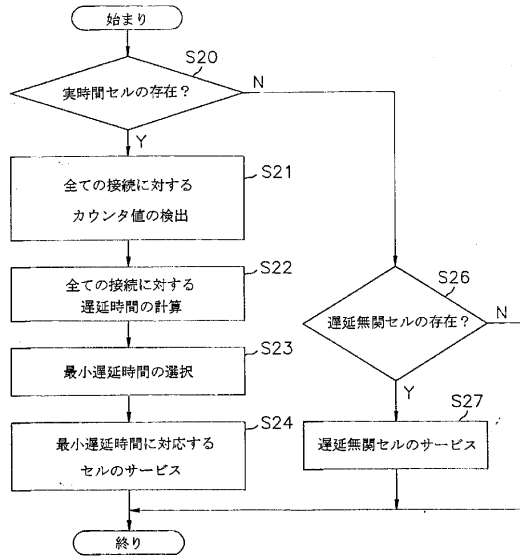 始まり
S20
実時間セルの存在?
N
Y
S21
全ての接続に対する
カウンタ値の検出
S22
全ての接続に対する
遅延時間の計算
S26
遅延無関セルの存在?
N
Y
S23
最小遅延時間の選択
S24
最小遅延時間に対応する
セルのサービス
S27
遅延無関セルのサービス
終り